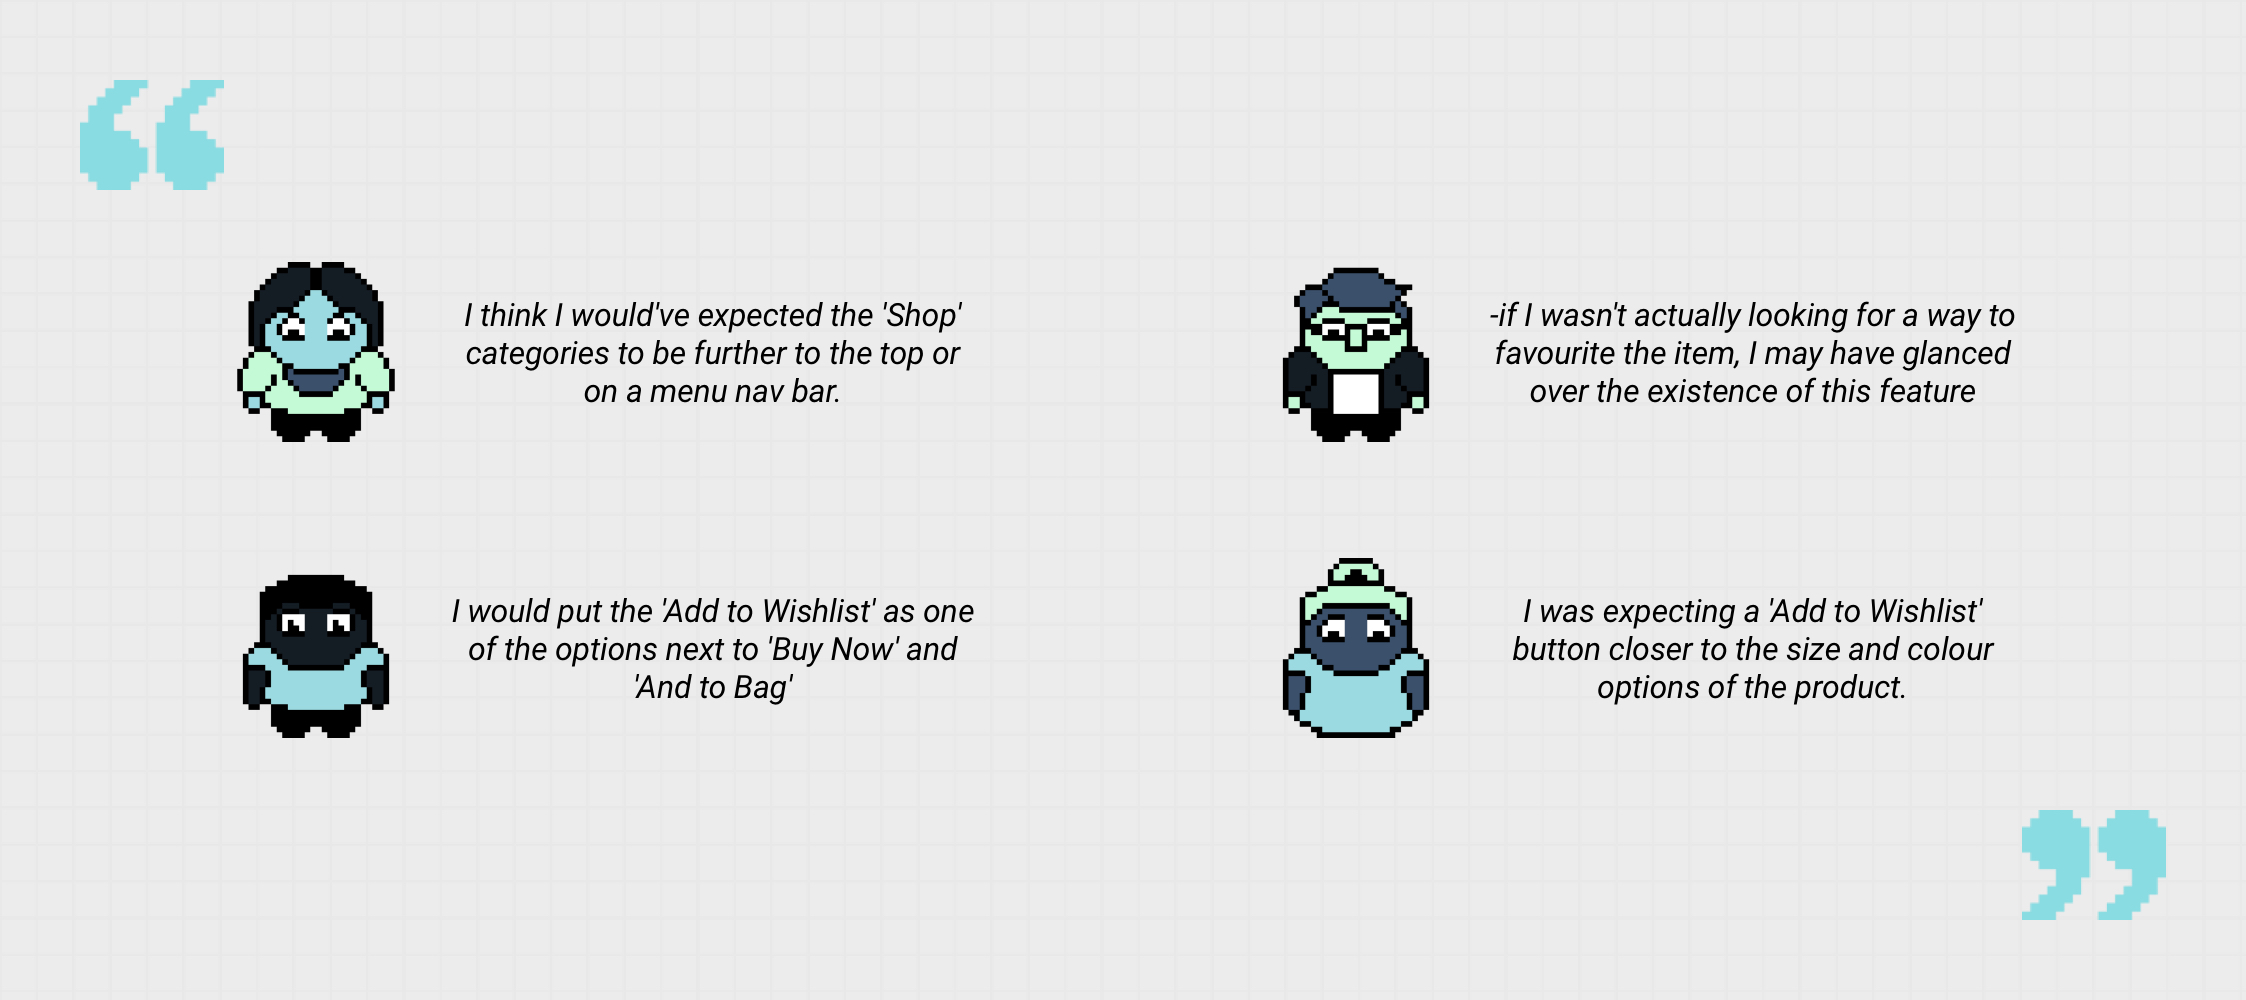 I think I would've expected the 'Shop'
categories to be further to the top or
on a menu nav bar.
-if I wasn't actually looking for a way to
favourite the item, I may have glanced
over the existence of this feature
I would put the 'Add to Wishlist' as one
of the options next to 'Buy Now' and
'And to Bag'
I was expecting a 'Add to Wishlist'
button closer to the size and colour
options of the product.